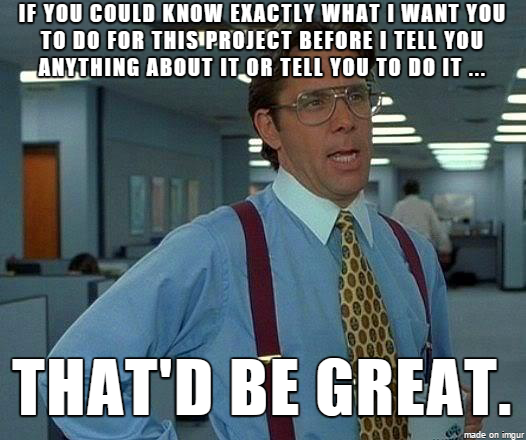 IF YOU COULD KNOW EXACTLY WHAT I WANT YOU
TO DO FOR THIS PROJECT BEFORE I TELL YOU
ANYTHING ABOUT IT OR TELL YOU TO DO IT ...
THAT'D BE GREAT.
made on imgur